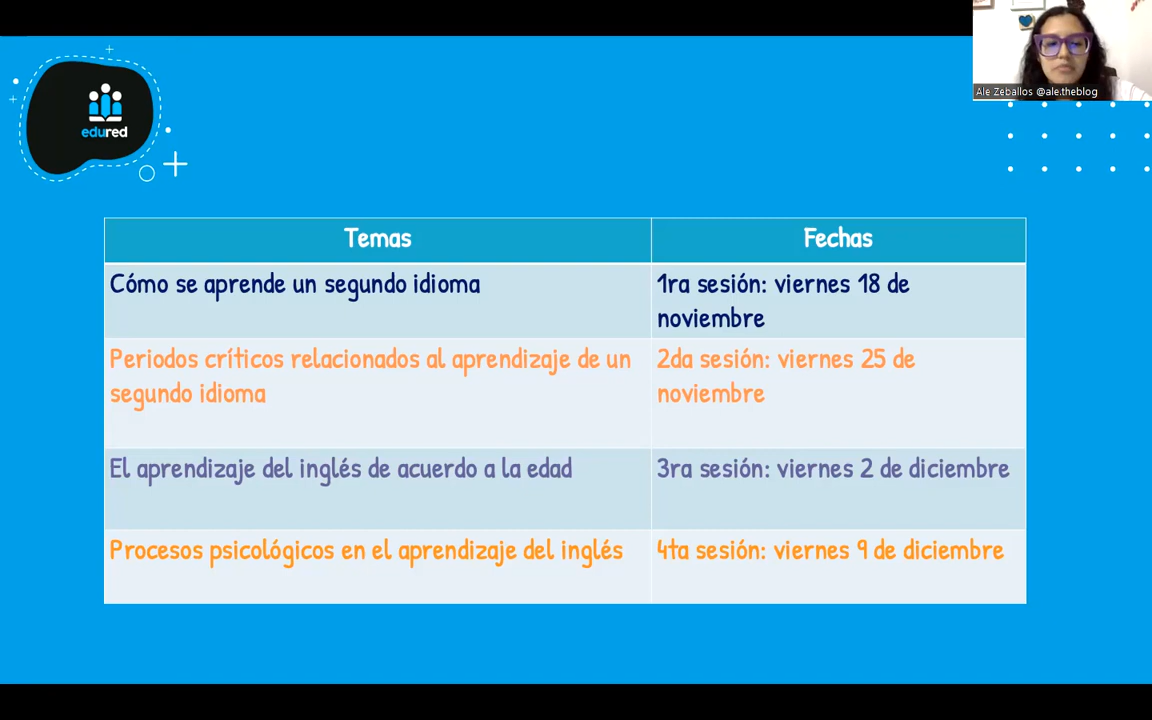 Ale Zeballos @ale.theblog
edured
Temas
Fechas
Cómo se aprende un segundo idioma
1ra sesión: viernes 18 de
noviembre
Periodos críticos relacionados al aprendizaje de un
segundo idioma
2da sesión: viernes 25 de
noviembre
El aprendizaje del inglés de acuerdo a la edad
3ra sesión: viernes 2 de diciembre
Procesos psicológicos en el aprendizaje del inglés
4ta sesión: viernes 9 de diciembre